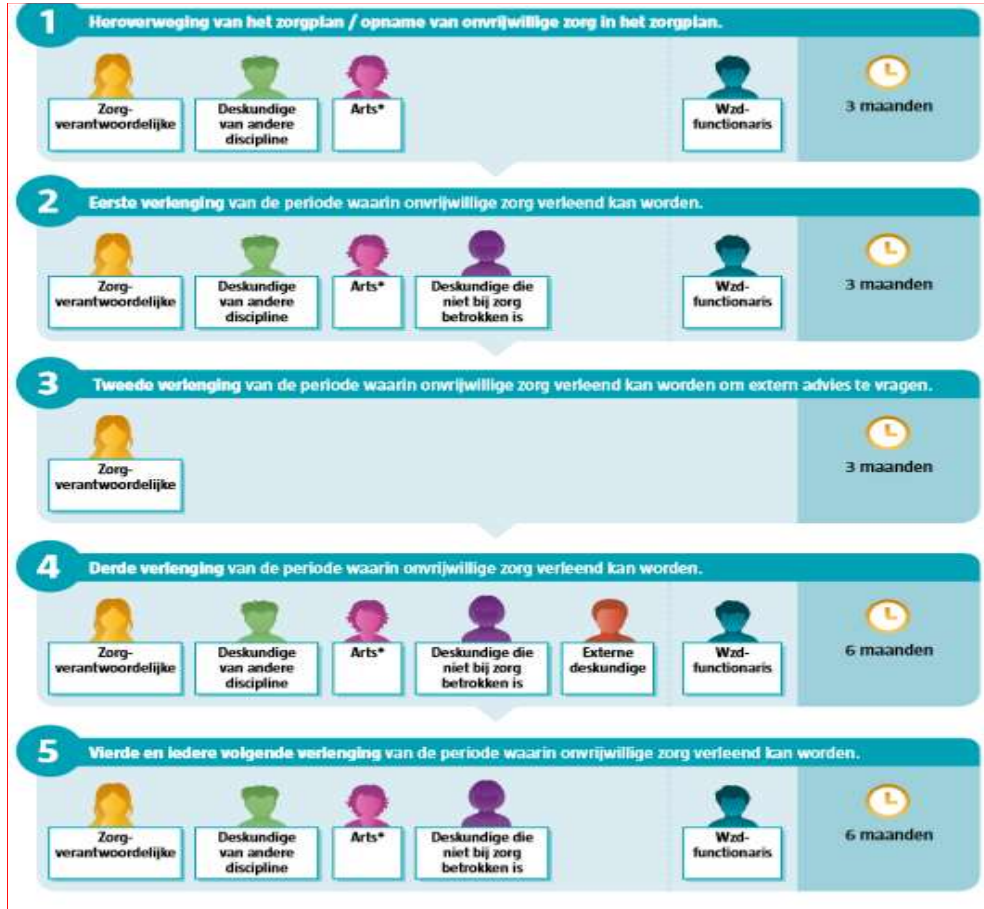 1 Heroverweging van het zorgplan / opname van onvrijwillige zorg in het zorgplan.
Zorg-
verantwoordelijke
Deskundige
van andere
discipline
Arts*
Wzd-
functionaris
3 maanden
2 Eerste verlenging van de periode waarin onvrijwillige zorg verleend kan worden.
Zorg-
verantwoordelijke
Deskundige
van andere
discipline
Arts*
Deskundige die
niet bij zorg
betrokken is
Wzd-
functionaris
3 maanden
3 Tweede verlenging van de periode waarin onvrijwillige zorg verleend kan worden om extern advies te vragen.
Zorg-
verantwoordelijke
3 maanden
4 Derde verlenging van de periode waarin onvrijwillige zorg verleend kan worden.
Zorg-
verantwoordelijke
Deskundige
van andere
discipline
Arts*
Deskundige die
niet bij zorg
betrokken is
Externe
deskundige
Wzd-
functionaris
6 maanden
5 Vierde en iedere volgende verlenging van de periode waarin onvrijwillige zorg verleend kan worden.
Zorg-
verantwoordelijke
Deskundige
van andere
discipline
Arts*
Deskundige die
niet bij zorg
betrokken is
Wzd-
functionaris
6 maanden